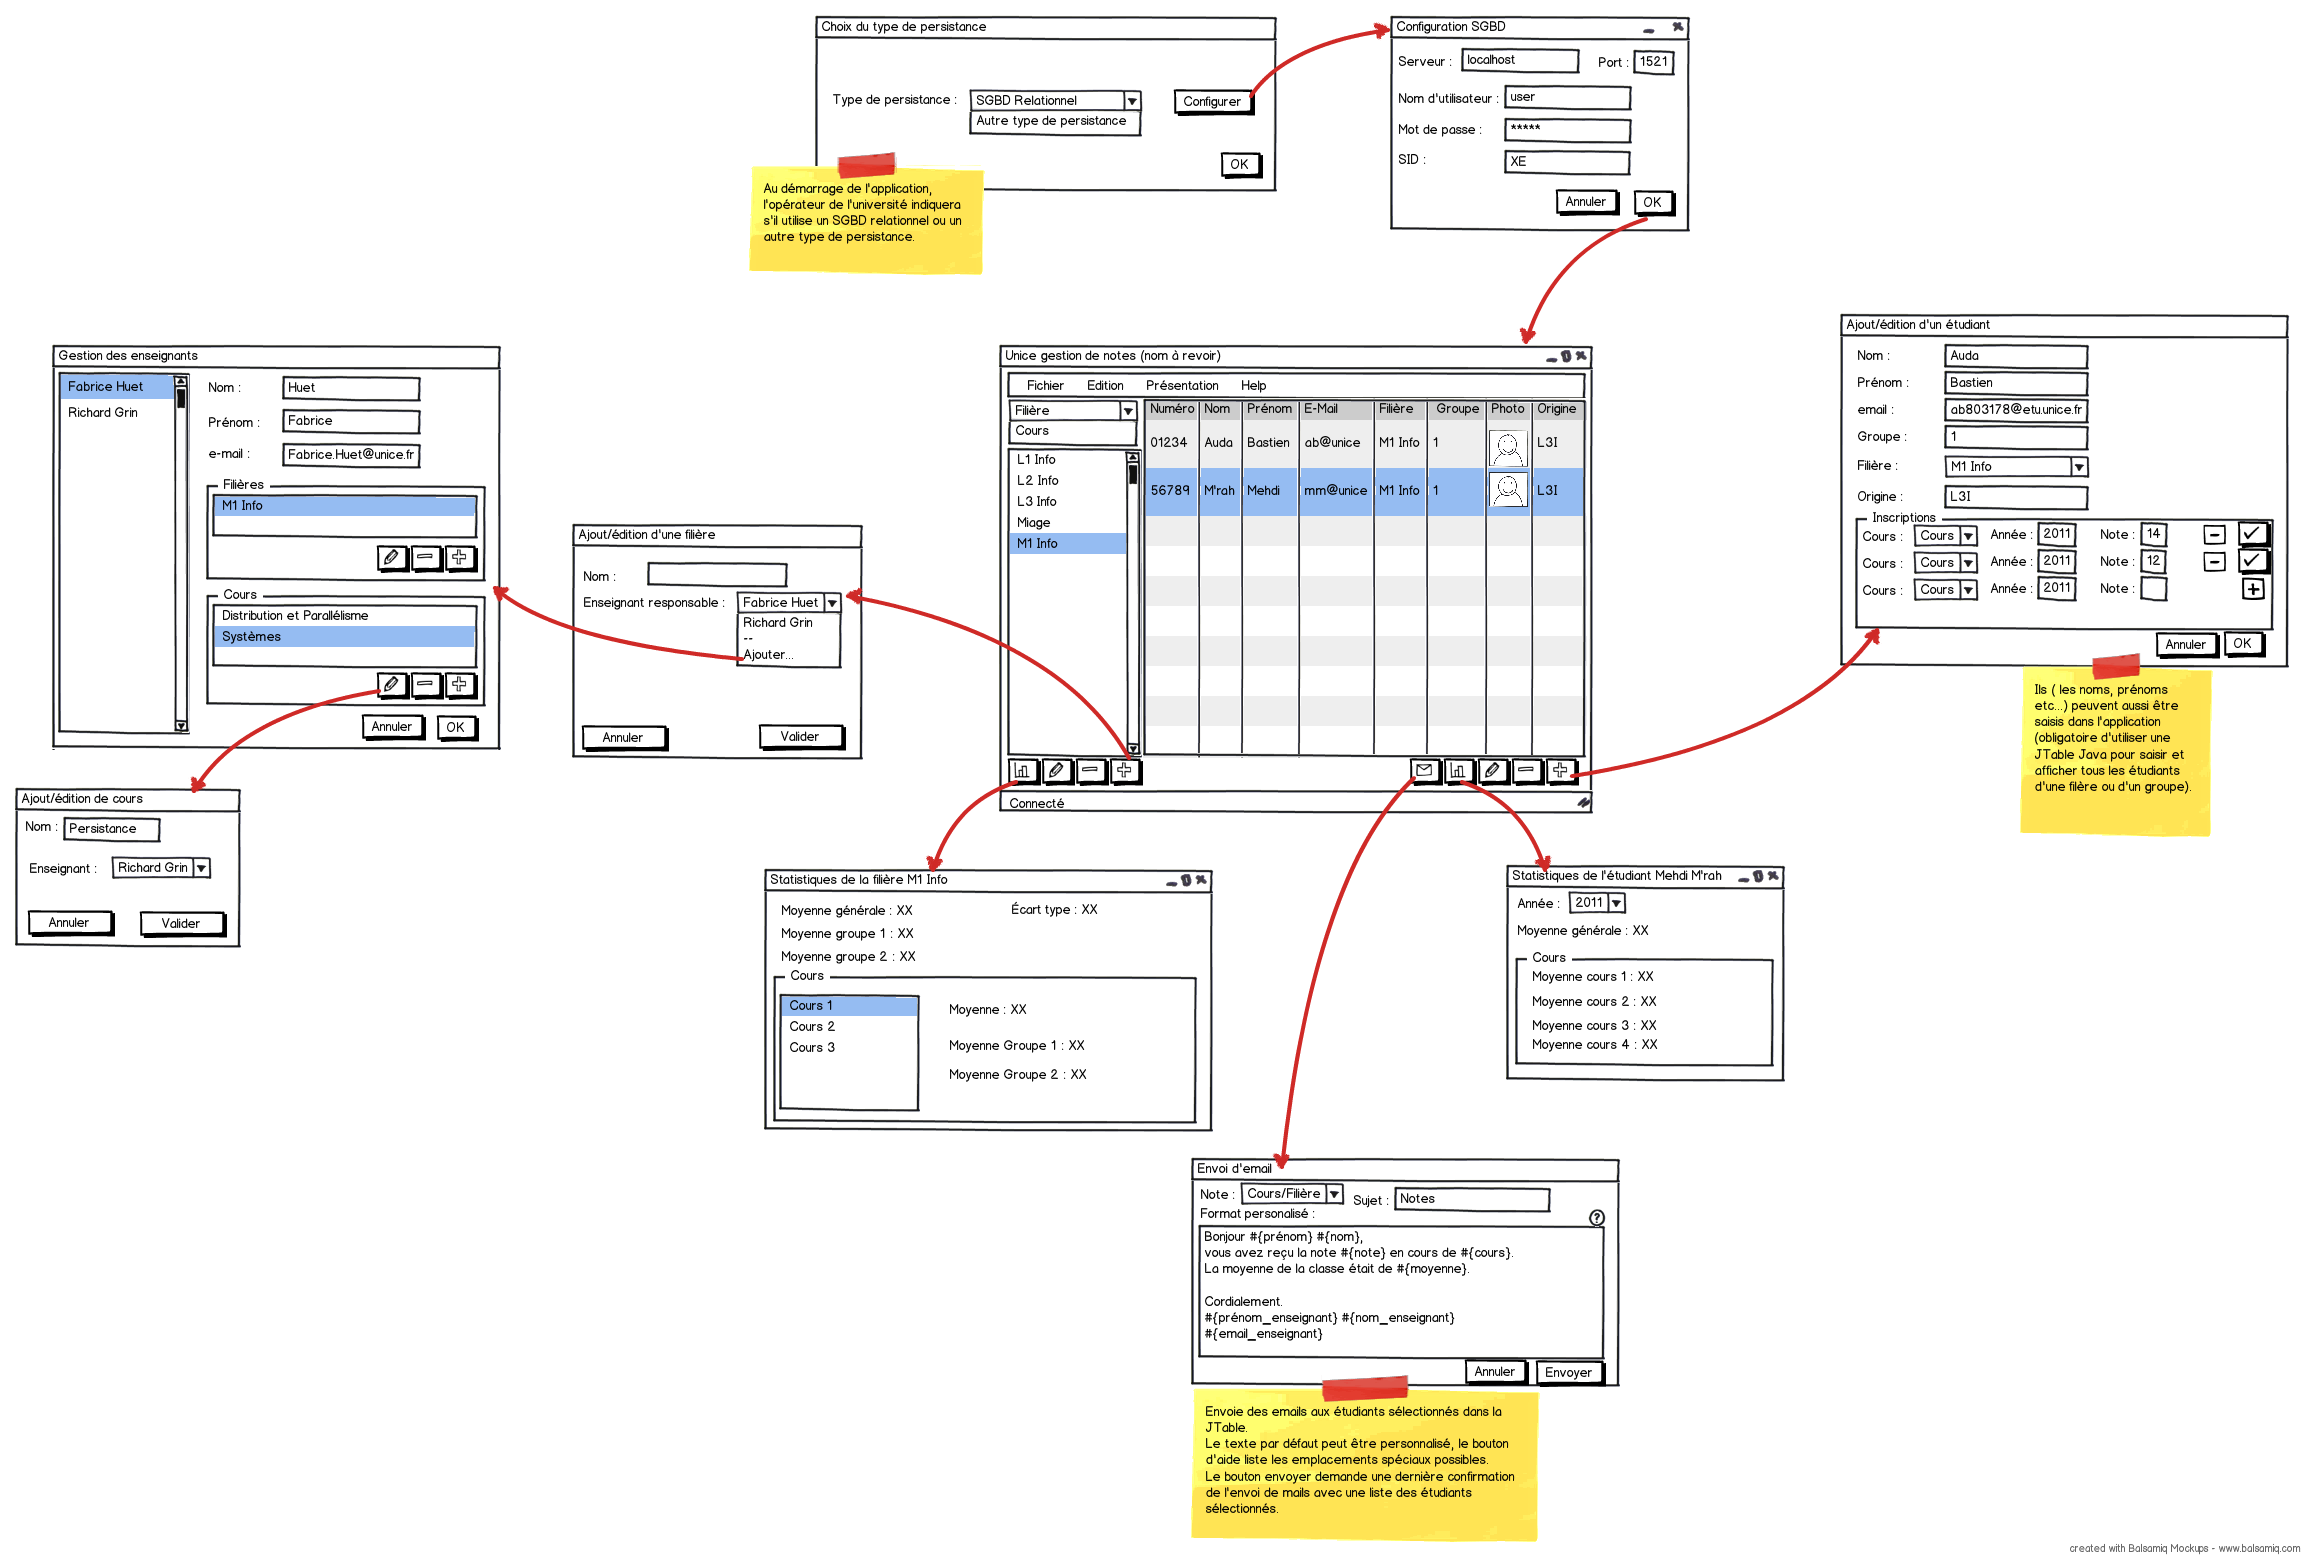 Choix du type de persistance
Type de persistance :
SGBD Relationnel
Autre type de persistance
Configurer
OK
Au démarrage de l'application,
l'opérateur de l'université indiquera
s'il utilise un SGBD relationnel ou un
autre type de persistance.
Configuration SGBD
Serveur : localhost Port : 1521
Nom d'utilisateur : user
Mot de passe : *****
SID : XE
Annuler OK
Gestion des enseignants
Fabrice Huet
Richard Grin
Nom : Huet
Prénom : Fabrice
e-mail : Fabrice.Huet@unice.fr
Filières
M1 Info
Cours
Distribution et Parallélisme
Systèmes
Annuler OK
Ajout/édition de cours
Nom : Persistance
Enseignant : Richard Grin
Annuler Valider
Ajout/édition d'une filière
Nom :
Enseignant responsable : Fabrice Huet
Richard Grin
--
Ajouter...
Annuler Valider
Unice gestion de notes (nom à revoir)
Fichier Edition Présentation Help
Filière
Cours
L1 Info
L2 Info
L3 Info
Miage
M1 Info
Numéro Nom Prénom E-Mail Filière Groupe Photo Origine
01234 Auda Bastien ab@unice M1 Info 1 L3I
56789 M'rah Mehdi mm@unice M1 Info 1 L3I
Connecté
Ajout/édition d'un étudiant
Nom : Auda
Prénom : Bastien
email : ab803178@etu.unice.fr
Groupe : 1
Filière : M1 Info
Origine : L3I
Inscriptions
Cours : Cours Année : 2011 Note : 14
Cours : Cours Année : 2011 Note : 12
Cours : Cours Année : 2011 Note :
Annuler OK
Ils ( les noms, prénoms
etc...) peuvent aussi être
saisis dans l'application
(obligatoire d'utiliser une
JTable Java pour saisir et
afficher tous les étudiants
d'une filère ou d'un groupe).
Statistiques de la filière M1 Info
Moyenne générale : XX Écart type : XX
Moyenne groupe 1 : XX
Moyenne groupe 2 : XX
Cours
Cours 1
Cours 2
Cours 3
Moyenne : XX
Moyenne Groupe 1 : XX
Moyenne Groupe 2 : XX
Statistiques de l'étudiant Mehdi M'rah
Année : 2011
Moyenne générale : XX
Cours
Moyenne cours 1 : XX
Moyenne cours 2 : XX
Moyenne cours 3 : XX
Moyenne cours 4 : XX
Envoi d'email
Note : Cours/Filière Sujet : Notes
Format personalisé :
?
Bonjour #{prénom} #{nom},
vous avez reçu la note #{note} en cours de #{cours}.
La moyenne de la classe était de #{moyenne}.
Cordialement.
#{prénom_enseignant} #{nom_enseignant}
#{email_enseignant}
Annuler Envoyer
Envoie des emails aux étudiants sélectionnés dans la
JTable.
Le texte par défaut peut être personalisé, le bouton
d'aide liste les emplacements spéciaux possibles.
Le bouton envoyer demande une dernière confirmation
de l'envoi de mails avec une liste des étudiants
sélectionnés.
created with Balsamiq Mockups - www.balsamiq.com